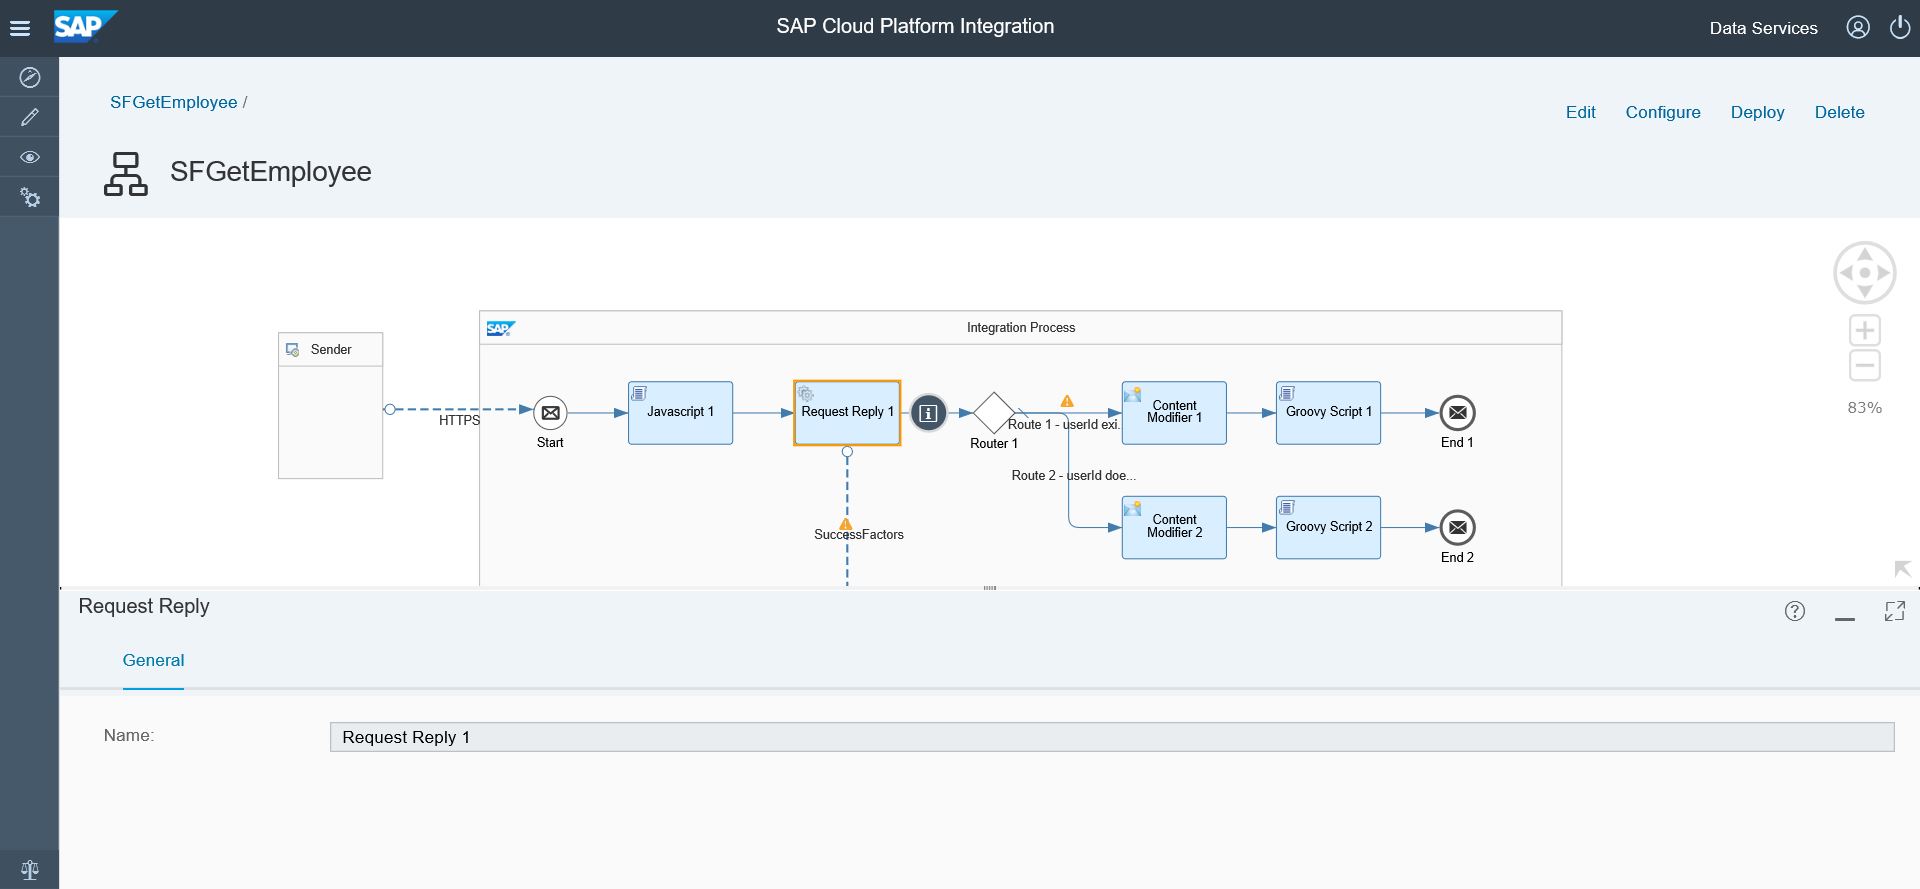 SAP
SAP Cloud Platform Integration
Data Services
SFGetEmployee /
Edit
Configure
Deploy
Delete
SFGetEmployee
SAP
Integration Process
Sender
HTTPS
Start
Javascript 1
Request Reply 1
Router 1
Route 1 - userId exi...
Route 2 - userId doe...
Content
Modifier 1
Groovy Script 1
End 1
Content
Modifier 2
Groovy Script 2
End 2
SuccessFactors
83%
Request Reply
General
Name:
Request Reply 1